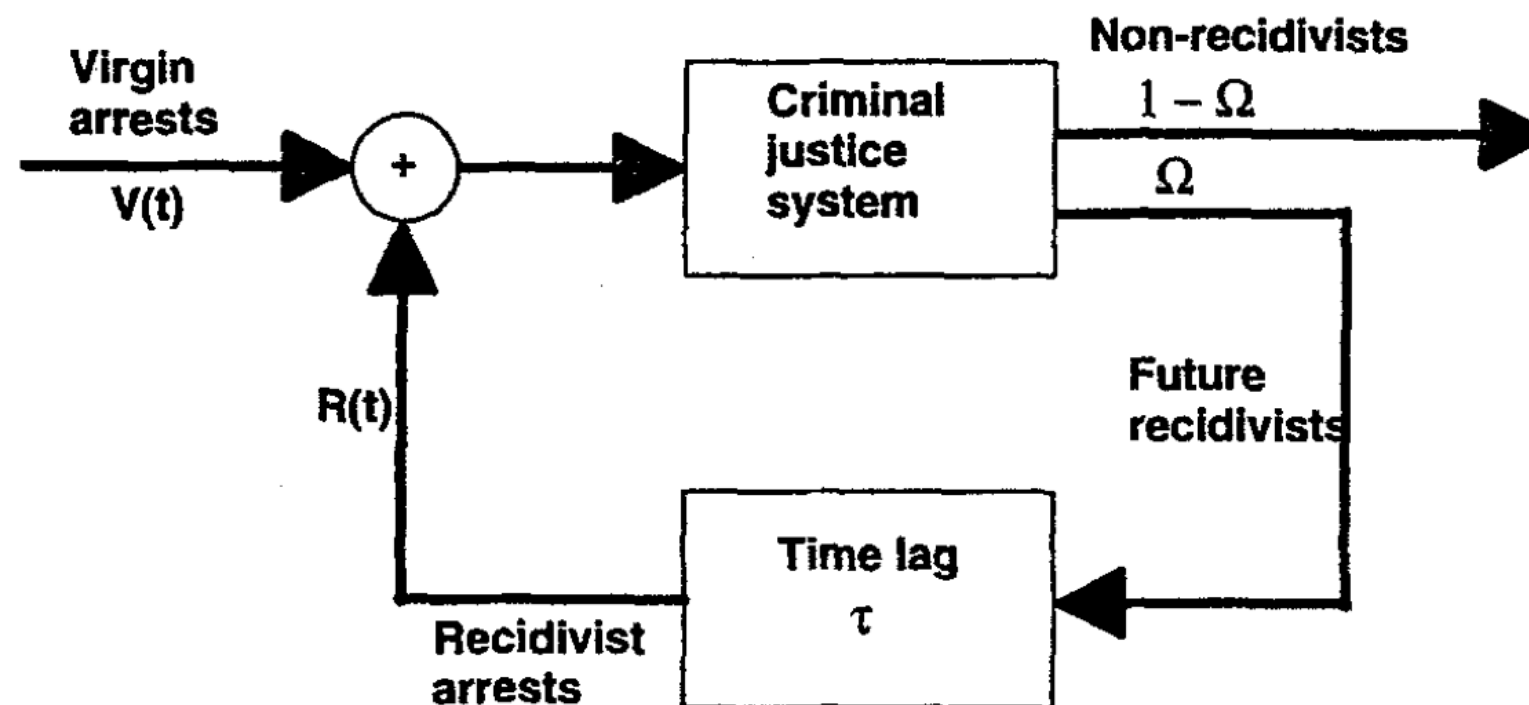 Virgin
arrests
V(t)
+
Criminal
justice
system
Non-recidivists
1 – Ω
Ω
Future
recidivists
R(t)
Time lag
τ
Recidivist
arrests